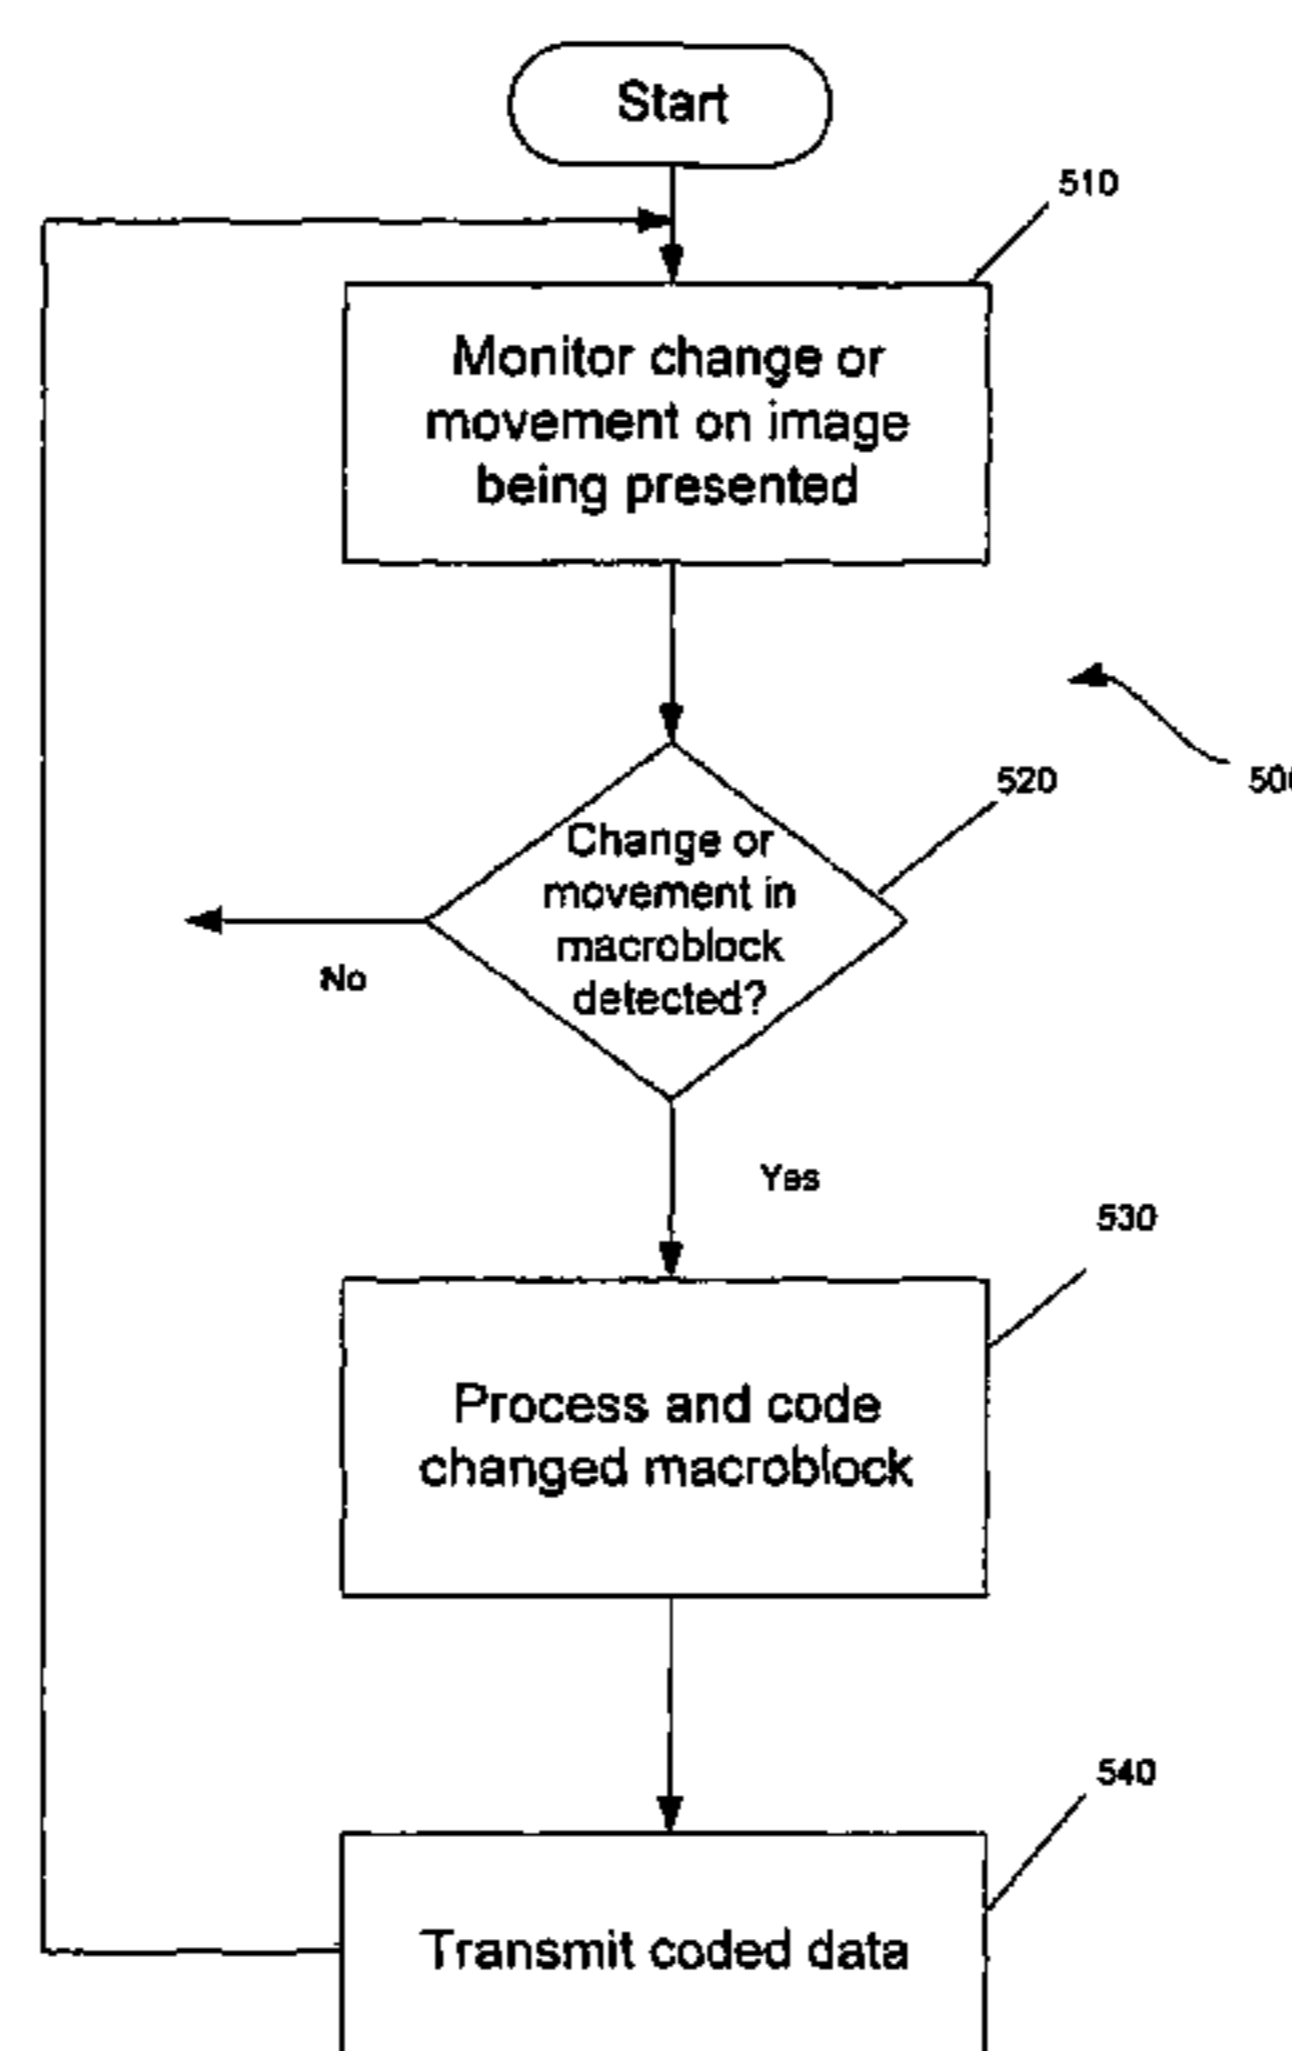 Start
510
Monitor change or
movement on image
being presented
520
Change or
movement in
macroblock
detected?
No
Yes
530
Process and code
changed macroblock
540
Transmit coded data